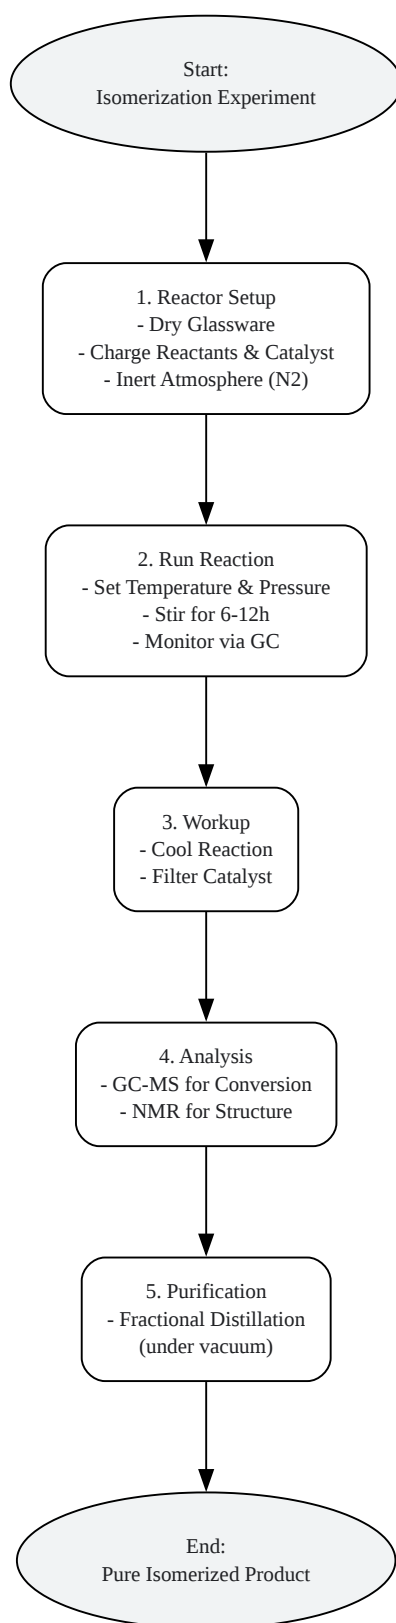 Start:
Isomerization Experiment
1. Reactor Setup
- Dry Glassware
- Charge Reactants & Catalyst
- Inert Atmosphere (N2)
2. Run Reaction
- Set Temperature & Pressure
- Stir for 6-12h
- Monitor via GC
3. Workup
- Cool Reaction
- Filter Catalyst
4. Analysis
- GC-MS for Conversion
- NMR for Structure
5. Purification
- Fractional Distillation
(under vacuum)
End:
Pure Isomerized Product